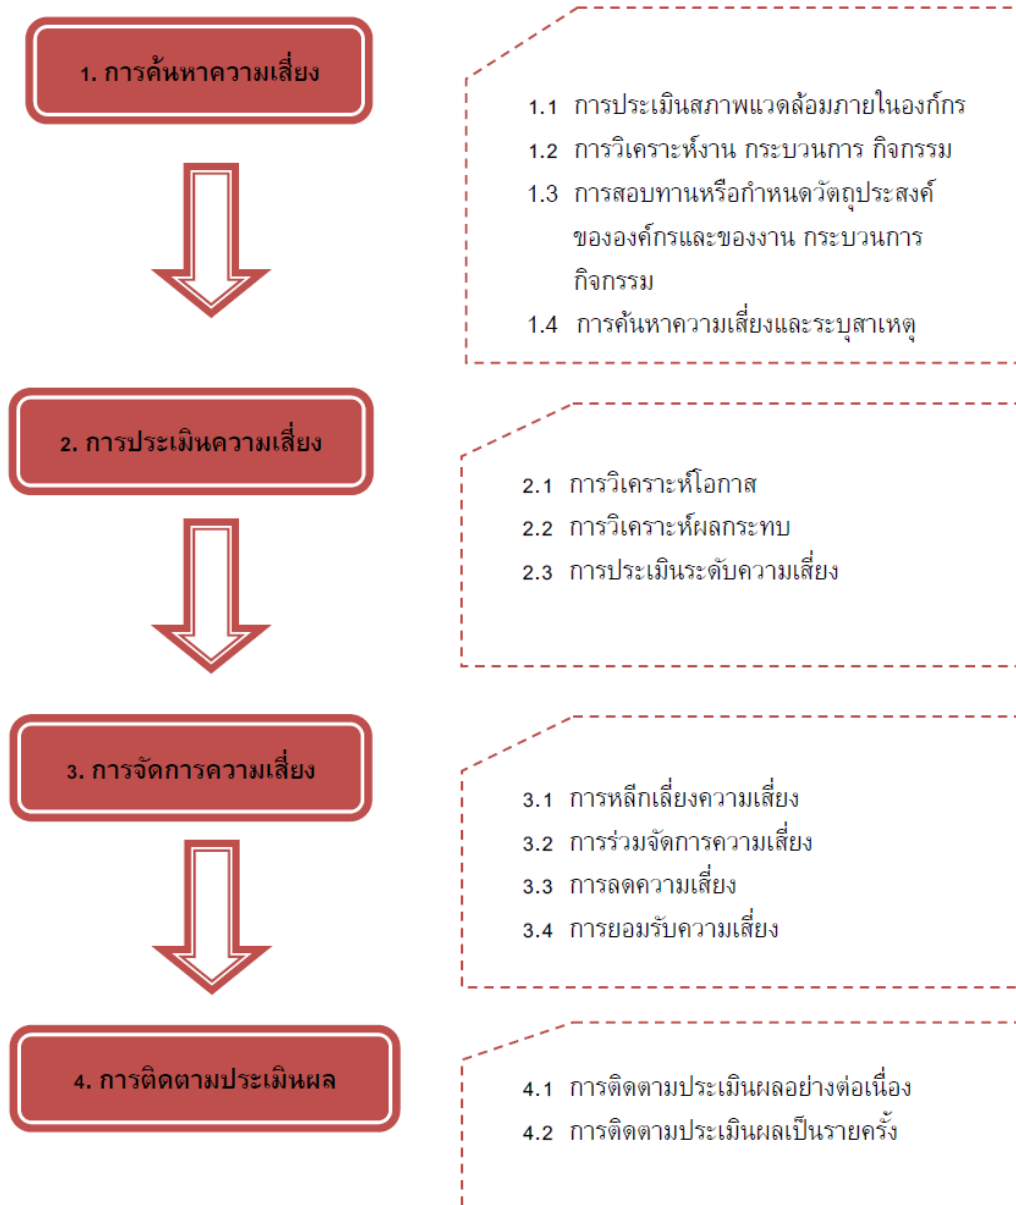 1. การค้นหาความเสี่ยง
1.1 การประเมินสภาพแวดล้อมภายในองก์กร
1.2 การวิเคราะห์งาน กระบวนการ กิจกรรม
1.3 การสอบทานหรือกำหนดวัตถุประสงค์
ขององค์กรและของงาน กระบวนการ
กิจกรรม
1.4 การค้นหาความเสี่ยงและระบุสาเหตุ
2. การประเมินความเสี่ยง
2.1 การวิเคราะห์โอกาส
2.2 การวิเคราะห์ผลกระทบ
2.3 การประเมินระดับความเสี่ยง
3. การจัดการความเสี่ยง
3.1 การหลีกเลี่ยงความเสี่ยง
3.2 การร่วมจัดการความเสี่ยง
3.3 การลดความเสี่ยง
3.4 การยอมรับความเสี่ยง
4. การติดตามประเมินผล
4.1 การติดตามประเมินผลอย่างต่อเนื่อง
4.2 การติดตามประเมินผลเป็นรายครั้ง